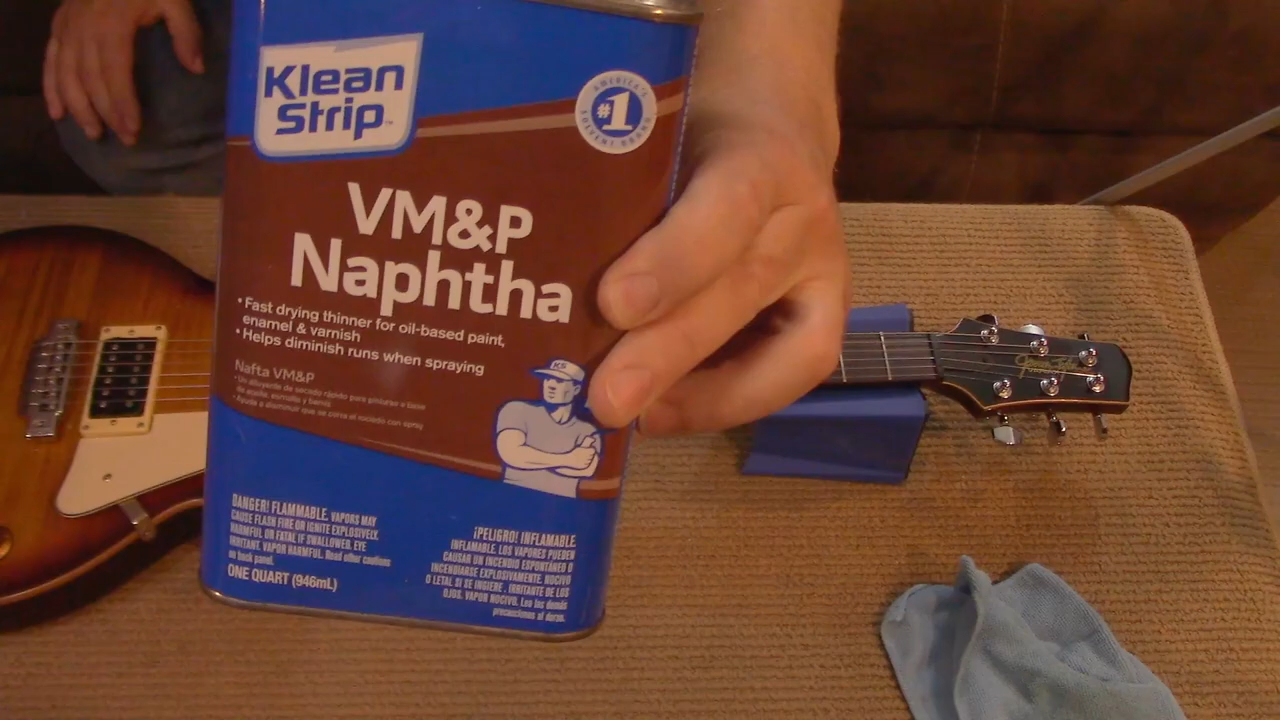 Klean
Strip™
AMERICA'S
#1
SOLVENT BRAND
VM&P
Naphtha
• Fast drying thinner for oil-based paint,
enamel & varnish
• Helps diminish runs when spraying
Nafta VM&P
KS
DANGER! FLAMMABLE. VAPORS MAY
CAUSE FLASH FIRE OR IGNITE EXPLOSIVELY.
HARMFUL OR FATAL IF SWALLOWED. EYE
IRRITANT. VAPOR HARMFUL. Read other cautions
on back panel.
ONE QUART (946mL)
¡PELIGRO! INFLAMABLE.
INFLAMABLE. LOS VAPORES PUEDEN
CAUSAR UN INCENDIO ESPONTÁNEO O
INCENDIARSE EXPLOSIVAMENTE. NOCIVO
O LETAL SI SE INGIERE. IRRITANTE DE LOS
OJOS. VAPOR NOCIVO. Lea las demás
precauciones al dorso.